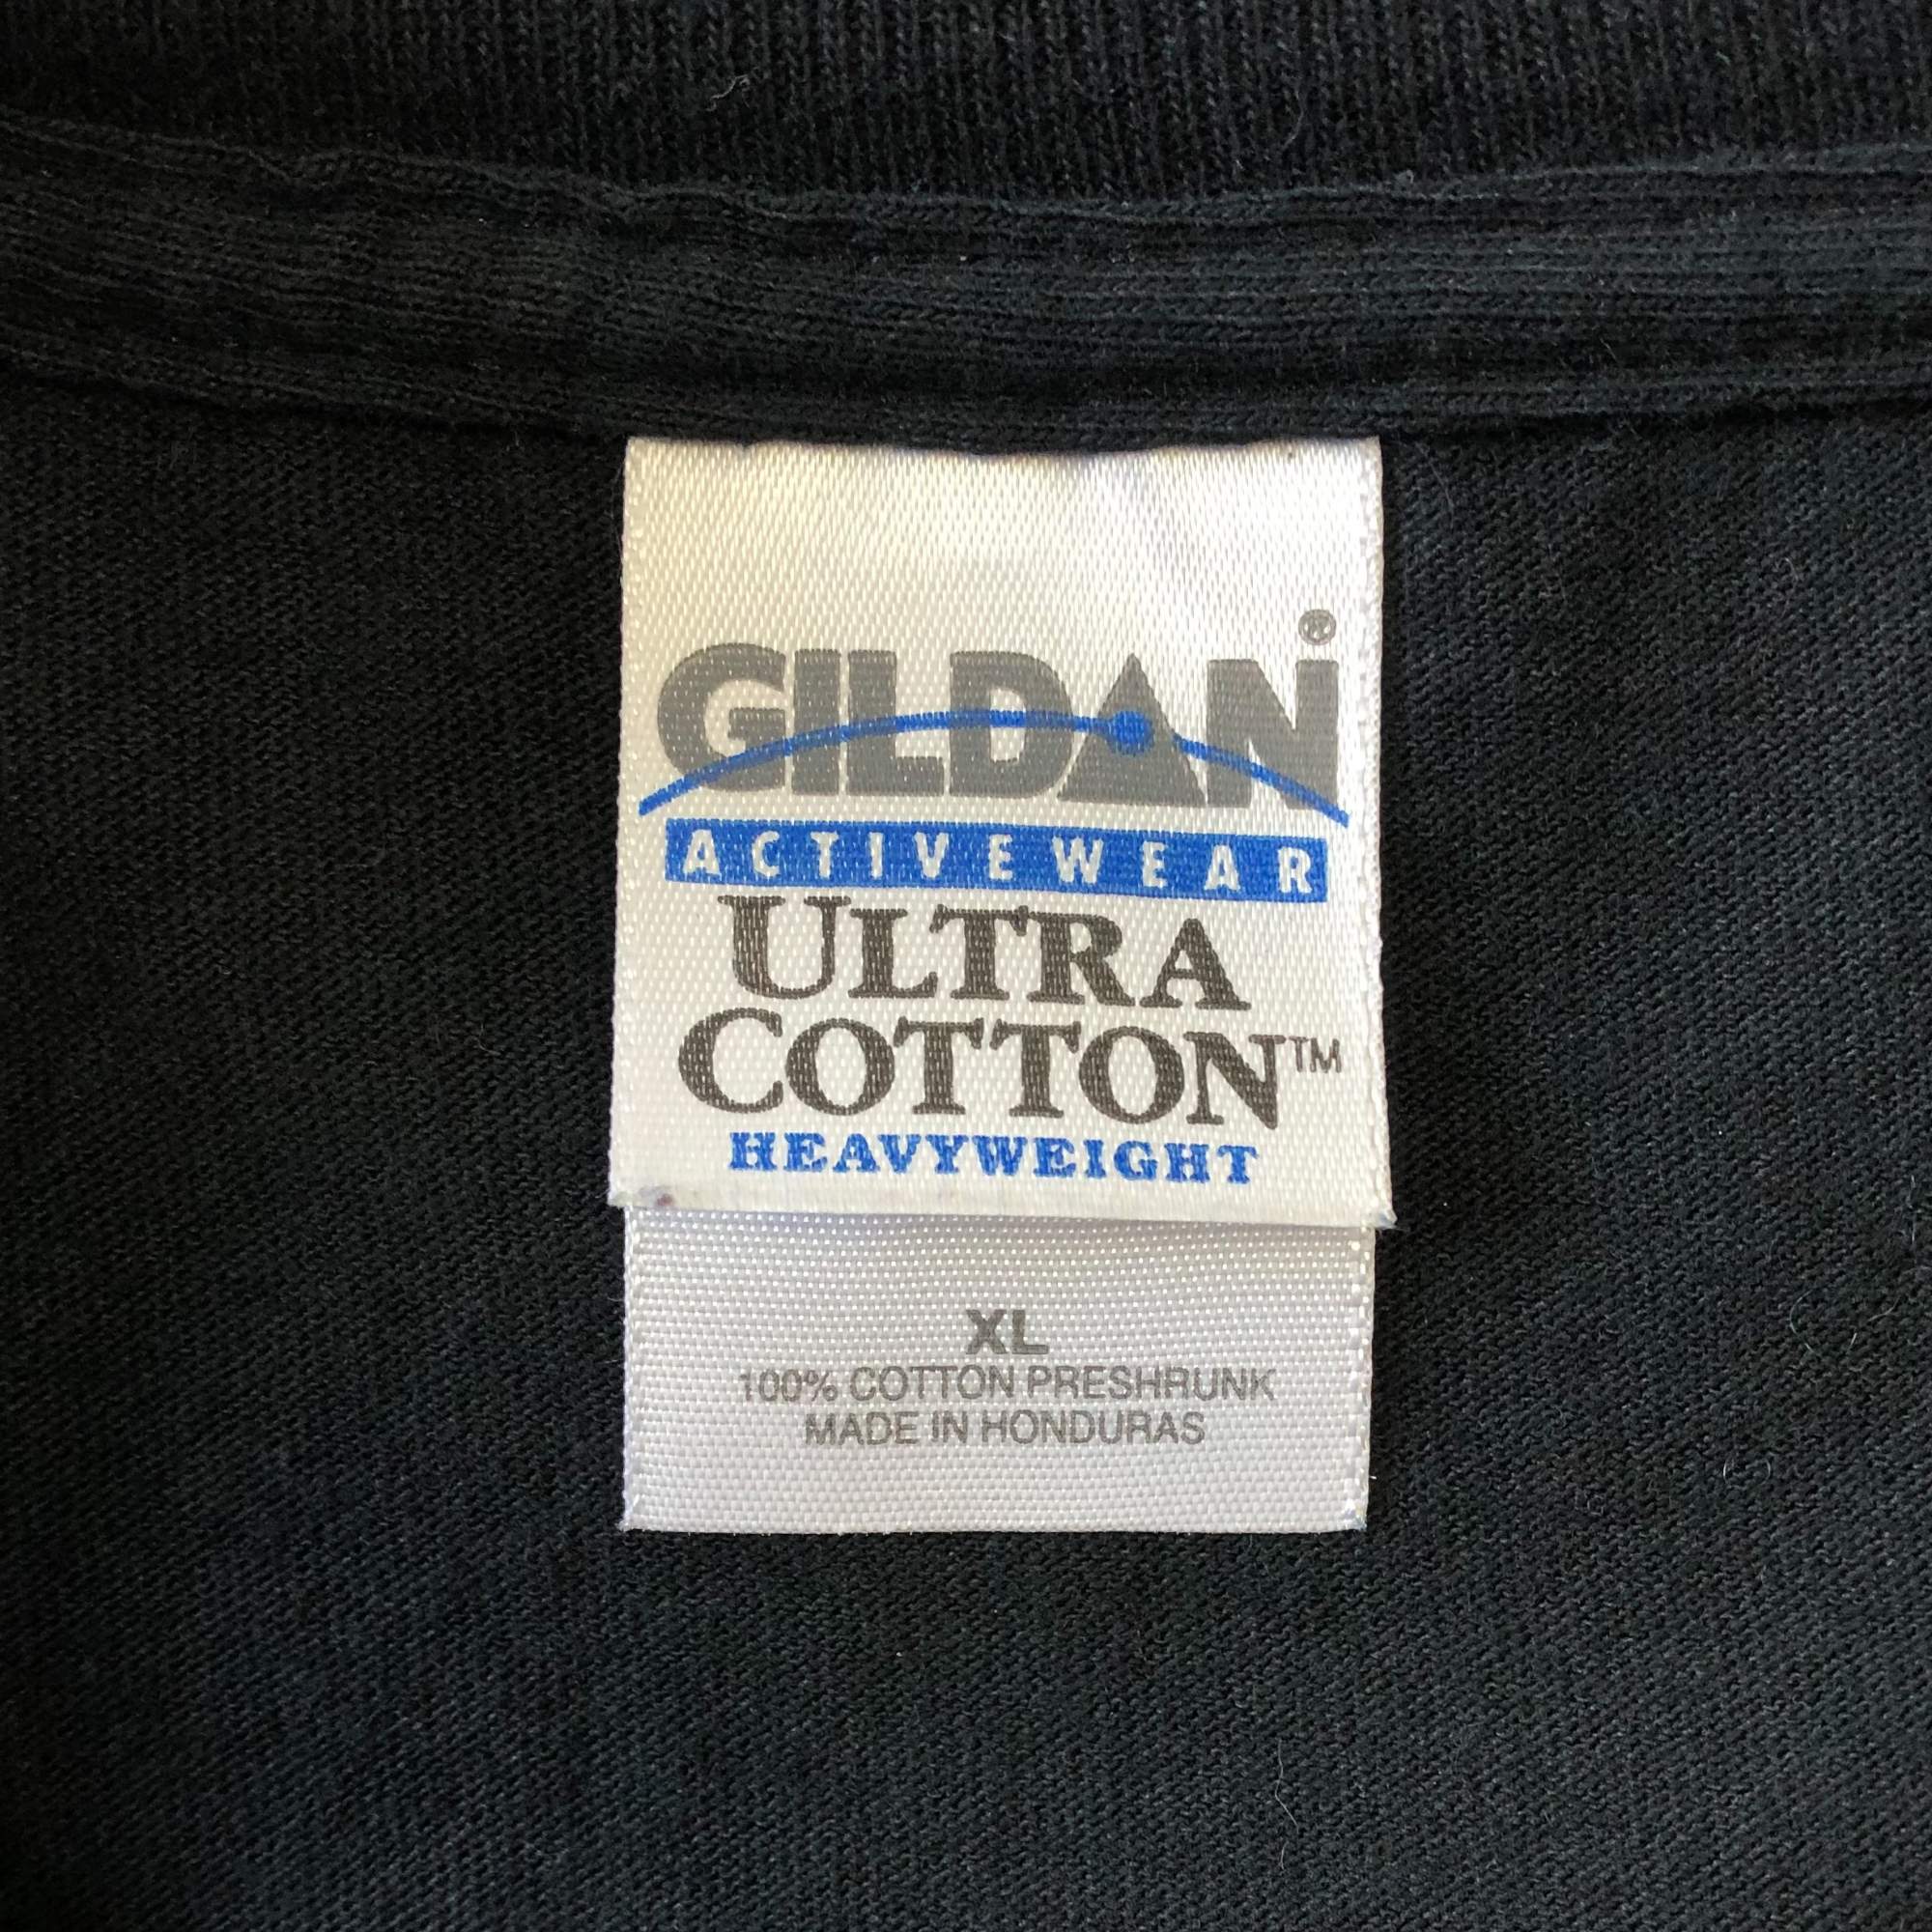 GILDAN®
ACTIVEWEAR
ULTRA
COTTON™
HEAVYWEIGHT
XL
100% COTTON PRESHRUNK
MADE IN HONDURAS